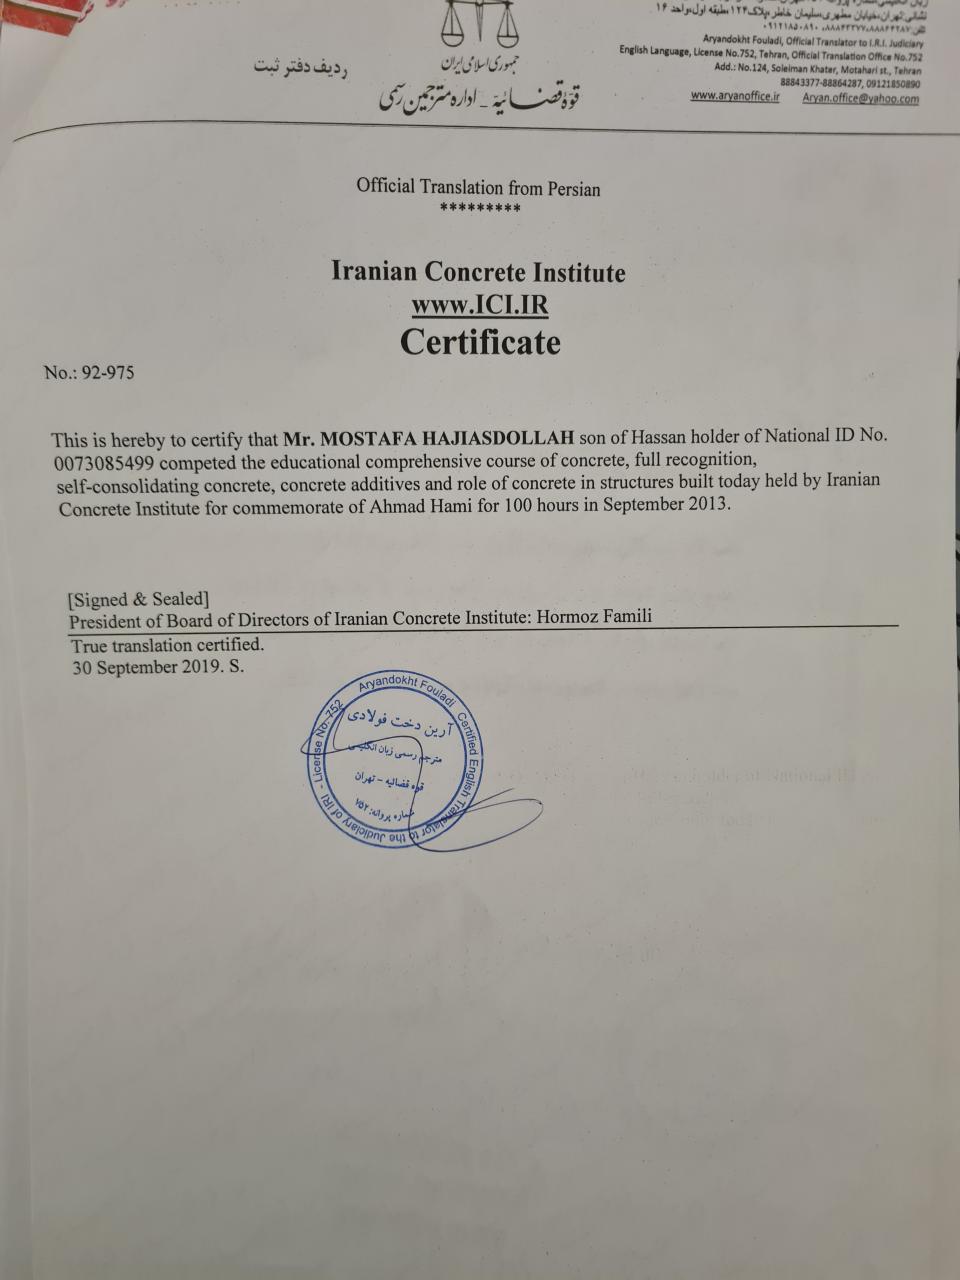 نشانی:تهران،خیابان مطهری،سلیمان خاطر،پلاک۱۲۴،طبقه اول،واحد ۱۶
Aryandokht Fouladi, Official Translator to I.R.I. Judiciary
English Language, License No.752, Tehran, Official Translation Office No.752
Add.: No.124, Soleiman Khater, Motahari st., Tehran
88843377-88864287, 09121850890
www.aryanoffice.ir Aryan.office@yahoo.com
جمهوری اسلامی ایران
قوّه قضائیّه - اداره مترجمین رسمی
ردیف دفتر ثبت
Official Translation from Persian
*********
Iranian Concrete Institute
www.ICI.IR
Certificate
No.: 92-975
This is hereby to certify that Mr. MOSTAFA HAJIASDOLLAH son of Hassan holder of National ID No.
0073085499 competed the educational comprehensive course of concrete, full recognition,
self-consolidating concrete, concrete additives and role of concrete in structures built today held by Iranian
Concrete Institute for commemorate of Ahmad Hami for 100 hours in September 2013.
[Signed & Sealed]
President of Board of Directors of Iranian Concrete Institute: Hormoz Famili
True translation certified.
30 September 2019. S.
Aryandokht Fouladi Certified English Translator to the Judiciary of IRI - License No: 752
آرین دخت فولادی
مترجم رسمی زبان انگلیسی
قوه قضائیه - تهران
شماره پروانه: ۷۵۲